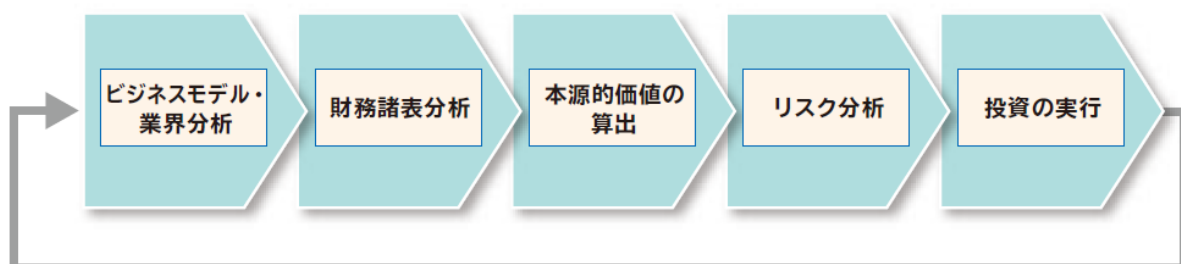 ビジネスモデル・
業界分析
財務諸表分析
本源的価値の
算出
リスク分析
投資の実行